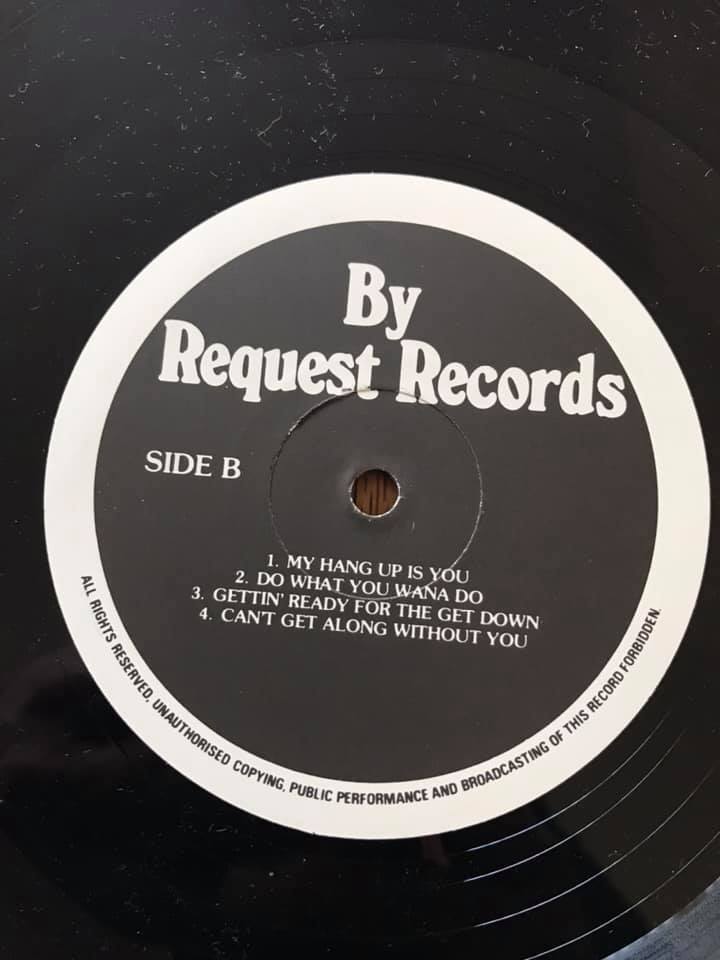 By
Request Records
SIDE B
1. MY HANG UP IS YOU
2. DO WHAT YOU WANA DO
3. GETTIN' READY FOR THE GET DOWN
4. CAN'T GET ALONG WITHOUT YOU
ALL RIGHTS RESERVED, UNAUTHORISED COPYING, PUBLIC PERFORMANCE AND BROADCASTING OF THIS RECORD FORBIDDEN.